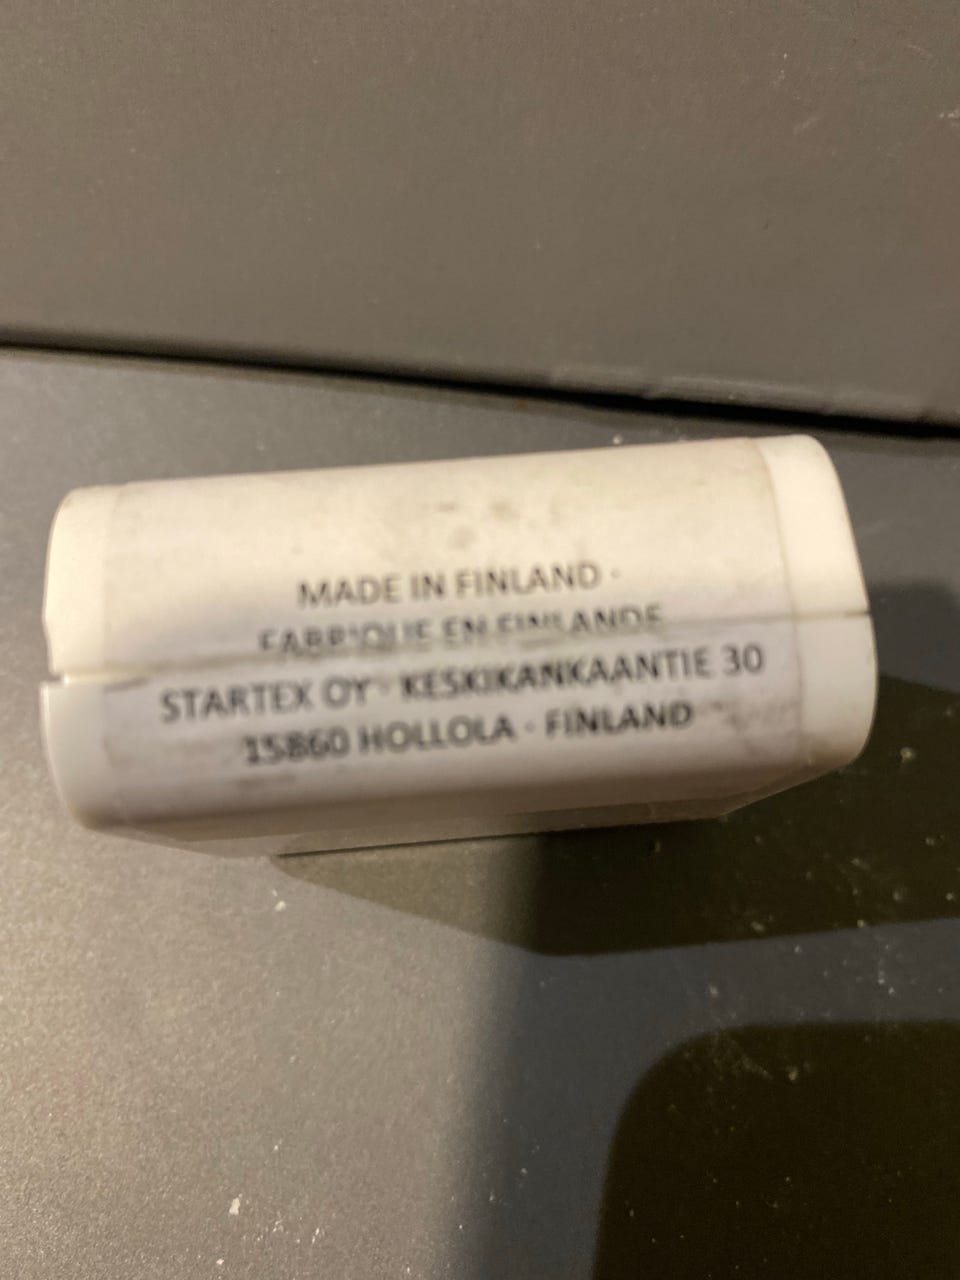 MADE IN FINLAND ·
FABRIQUE EN FINLANDE
STARTEX OY · KESKIKANKAANTIE 30
15860 HOLLOLA · FINLAND